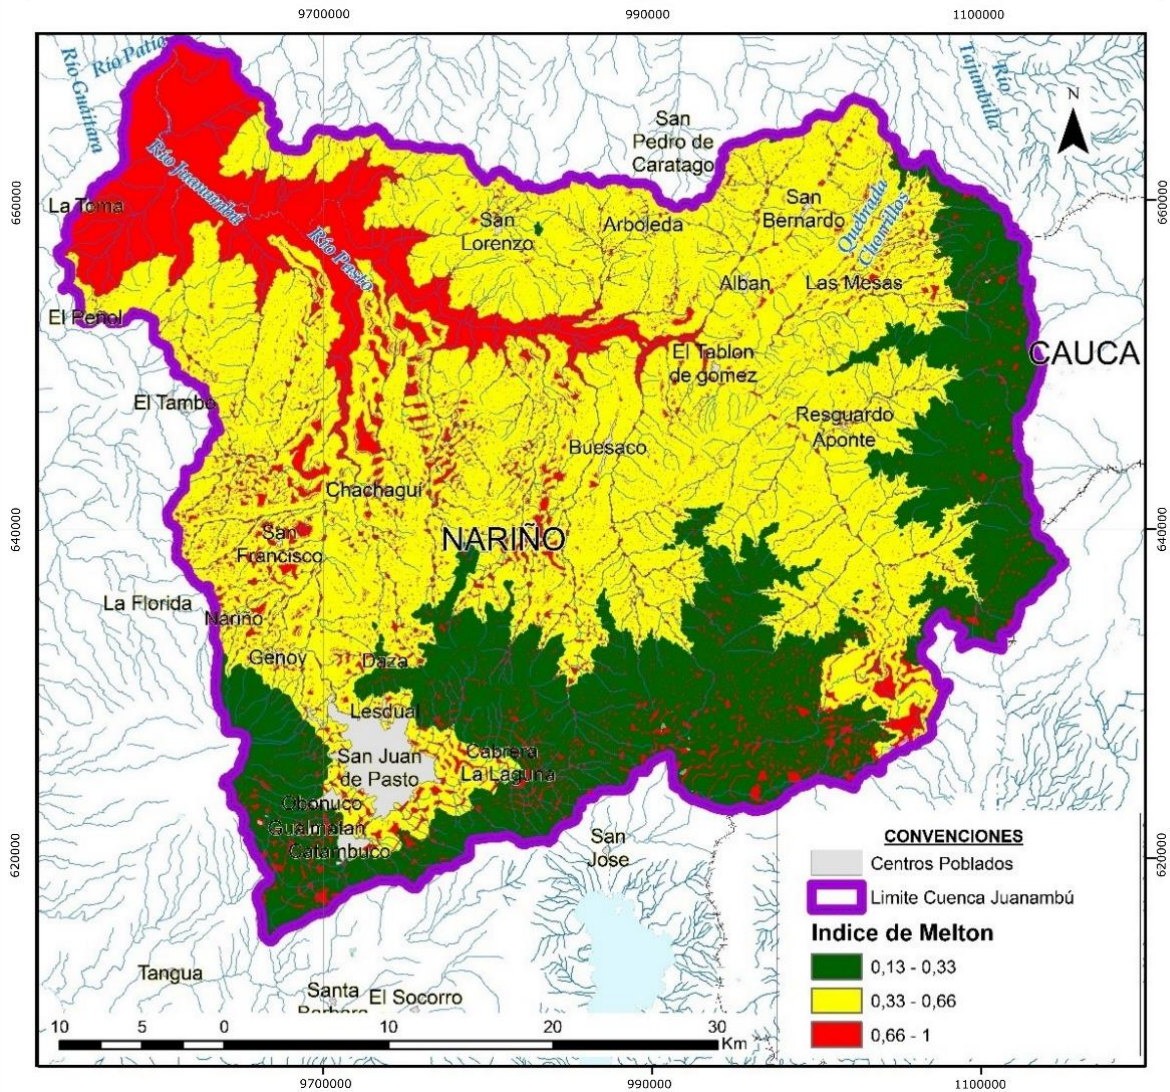 9700000
990000
1100000
Río Patía
Río Guaitara
Río
Tajumbilla
N
San
Pedro de
Caratago
660000
660000
La Toma
Río Juanambú
Río Pasto
San
Lorenzo
Arboleda
San
Bernardo
Quebrada
Chorrillos
Alban
Las Mesas
El Peñol
El Tablon
de gómez
CAUCA
El Tambo
Resguardo
Aponte
Buesaco
Chachaguí
640000
640000
San
Francisco
NARIÑO
La Florida
Nariño
Genoy
Daza
Lesdual
San Juan
de Pasto
Cabrera
La Laguna
Obonuco
Gualmatan
Catambuco
620000
620000
San
Jose
CONVENCIONES
Centros Poblados
Limite Cuenca Juanambú
Indice de Melton
0,13 - 0,33
0,33 - 0,66
0,66 - 1
Tangua
Santa
Barbara
El Socorro
10 5 0 10 20 30
Km
9700000
990000
1100000